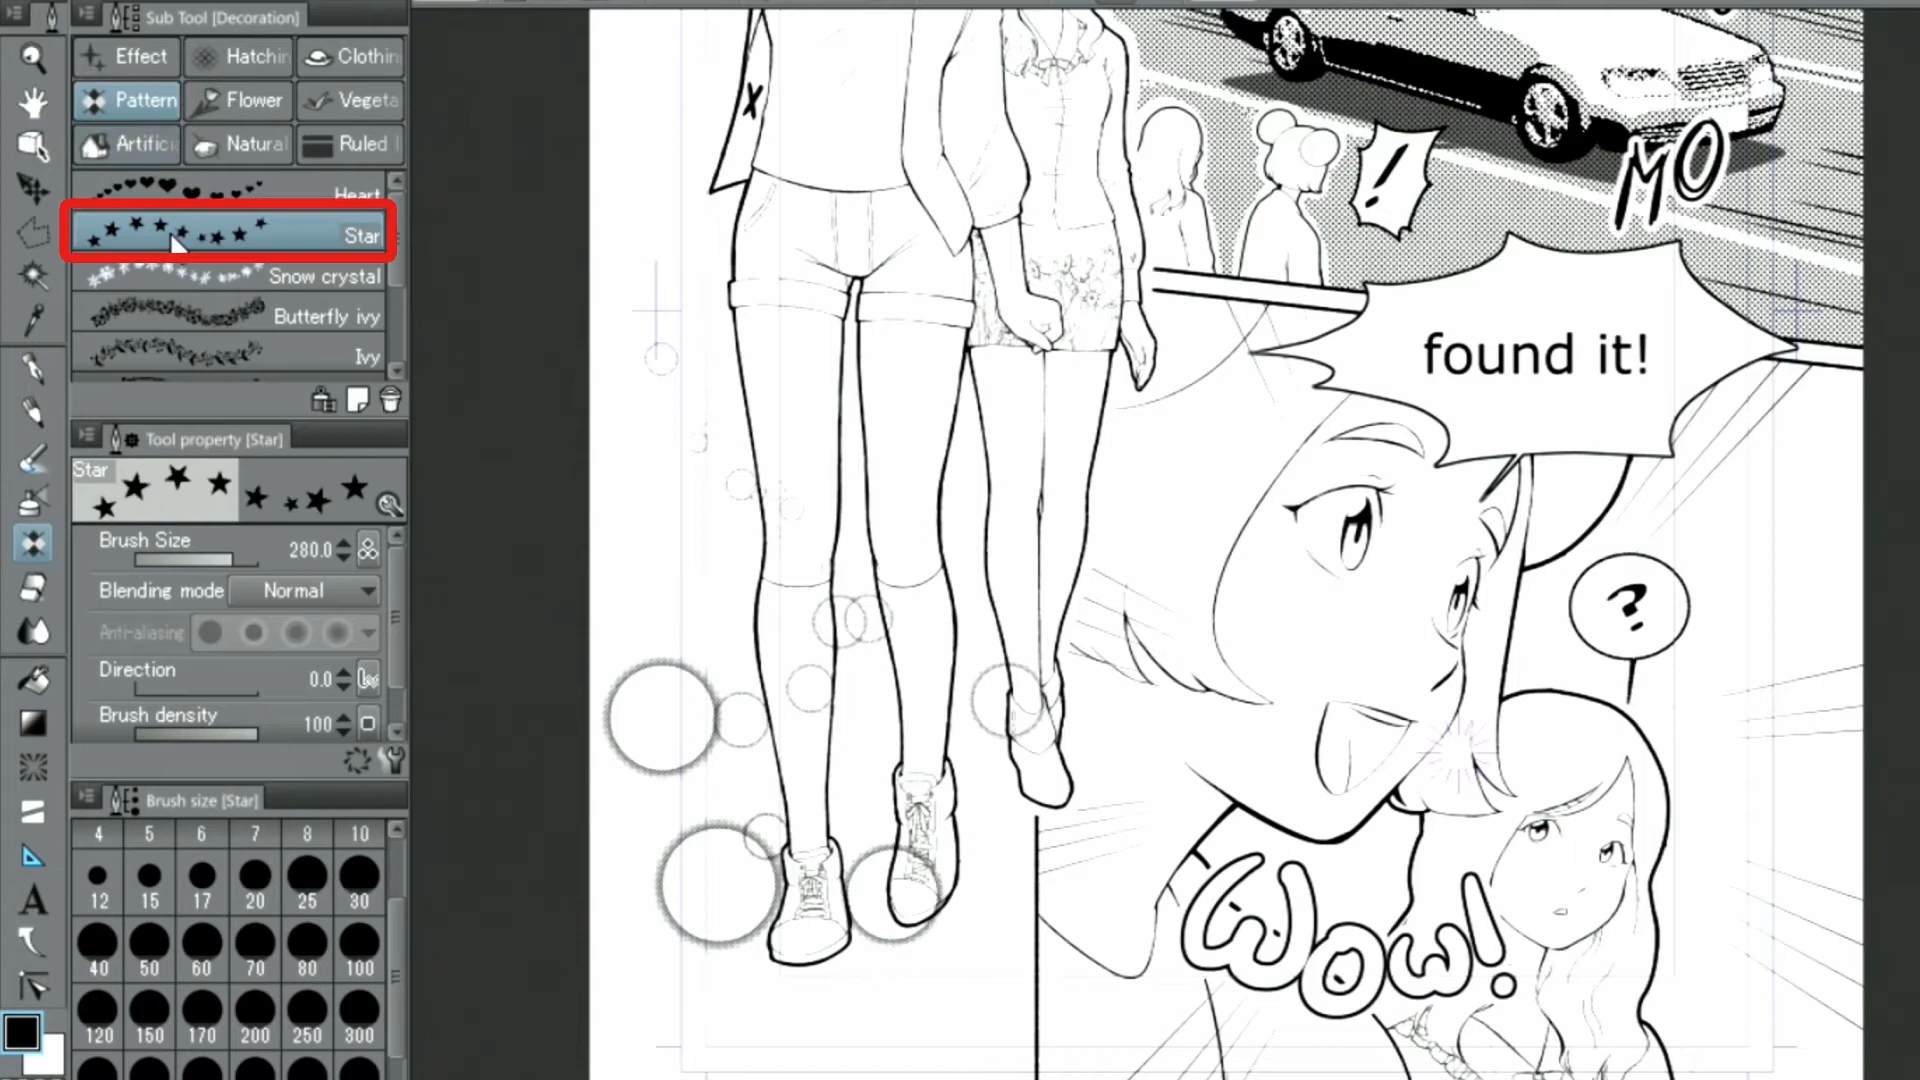 Sub Tool [Decoration]
Effect
Hatchin
Clothin
Pattern
Flower
Vegeta
Artific
Natural
Ruled
Heart
Star
Snow crystal
Butterfly ivy
Ivy
Tool property [Star]
Star
Brush Size 280.0
Blending mode Normal
Anti-aliasing
Direction 0.0
Brush density 100
Brush size [Star]
4 5 6 7 8 10
12 15 17 20 25 30
40 50 60 70 80 100
120 150 170 200 250 300
A
!
MO
found it!
?
Wow!